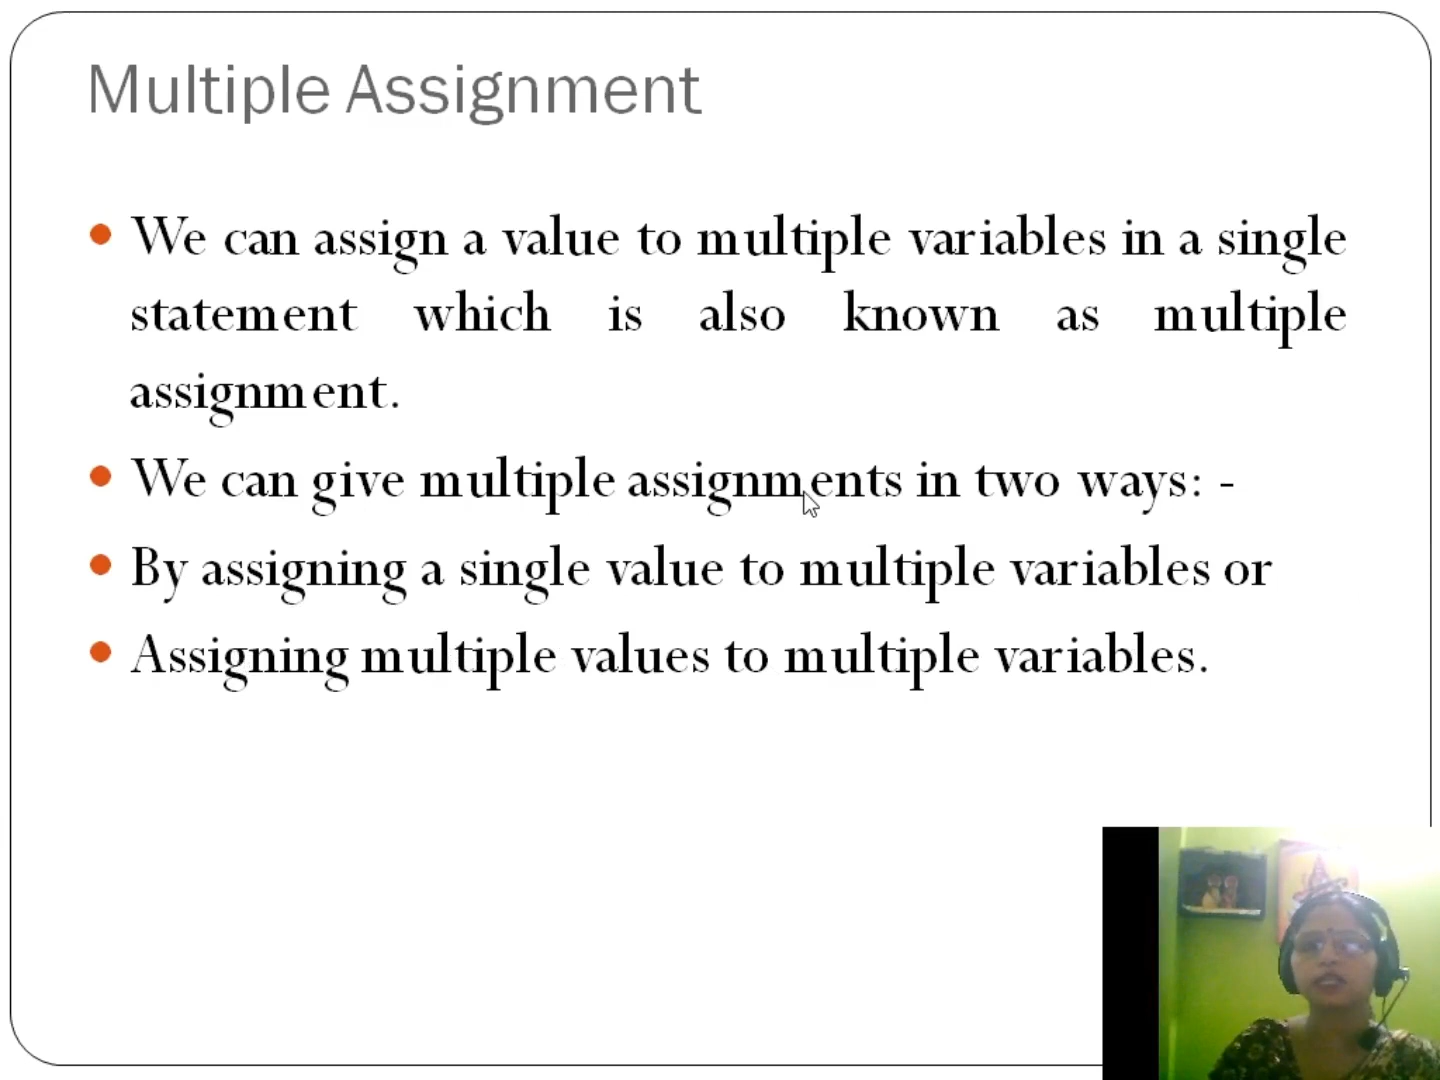 Multiple Assignment
We can assign a value to multiple variables in a single
statement which is also known as multiple
assignment.
We can give multiple assignments in two ways: -
By assigning a single value to multiple variables or
Assigning multiple values to multiple variables.